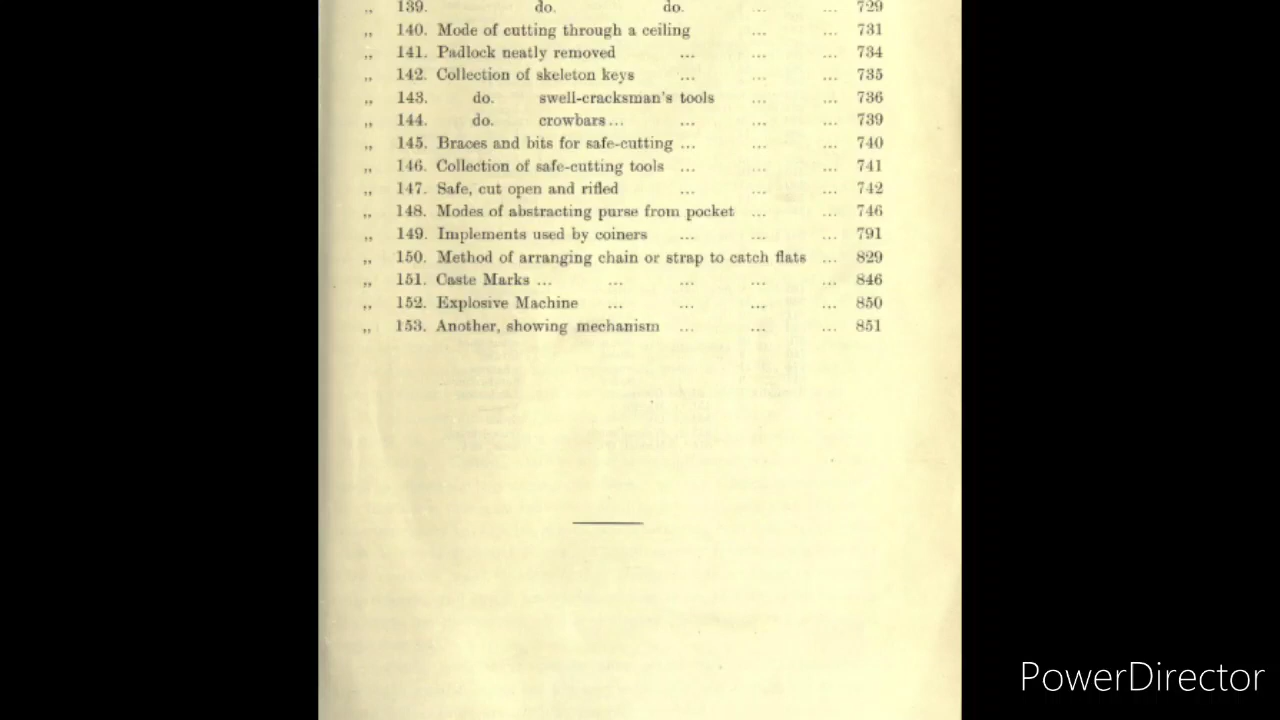 „ 139. do. do. ... ... 729
„ 140. Mode of cutting through a ceiling ... ... 731
„ 141. Padlock neatly removed ... ... ... 734
„ 142. Collection of skeleton keys ... ... ... 735
„ 143. do. swell-cracksman's tools ... ... 736
„ 144. do. crowbars ... ... ... ... 739
„ 145. Braces and bits for safe-cutting ... ... ... 740
„ 146. Collection of safe-cutting tools ... ... ... 741
„ 147. Safe, cut open and rifled ... ... ... 742
„ 148. Modes of abstracting purse from pocket ... ... 746
„ 149. Implements used by coiners ... ... ... 791
„ 150. Method of arranging chain or strap to catch flats ... 829
„ 151. Caste Marks ... ... ... ... ... 846
„ 152. Explosive Machine ... ... ... ... 850
„ 153. Another, showing mechanism ... ... ... 851
PowerDirector